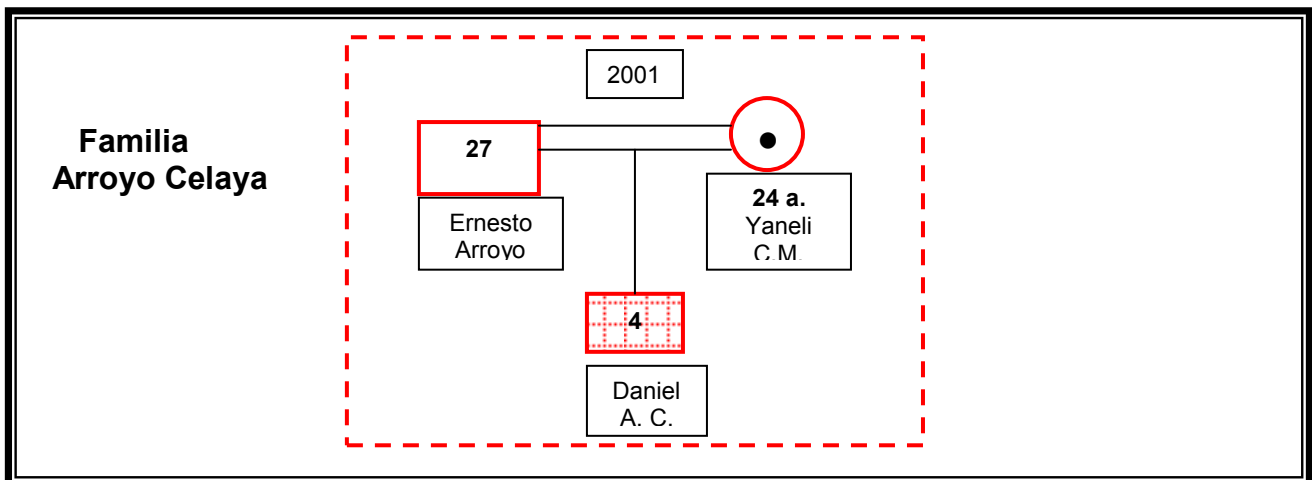 2001
Familia
Arroyo Celaya
27
Ernesto
Arroyo
24 a.
Yaneli
C.M.
4
Daniel
A. C.